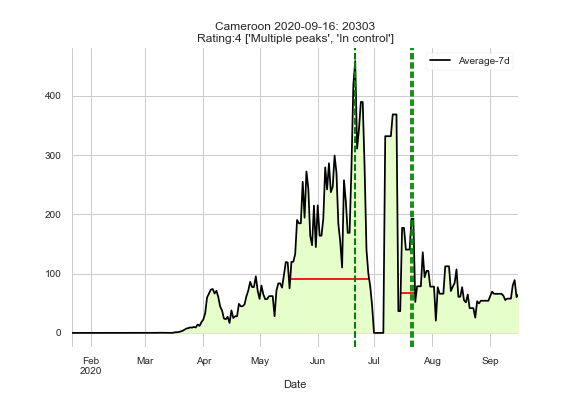 Cameroon 2020-09-16: 20303
Rating:4 ['Multiple peaks', 'In control']
Average-7d
400
300
200
100
0
Feb Mar Apr May Jun Jul Aug Sep
2020
Date